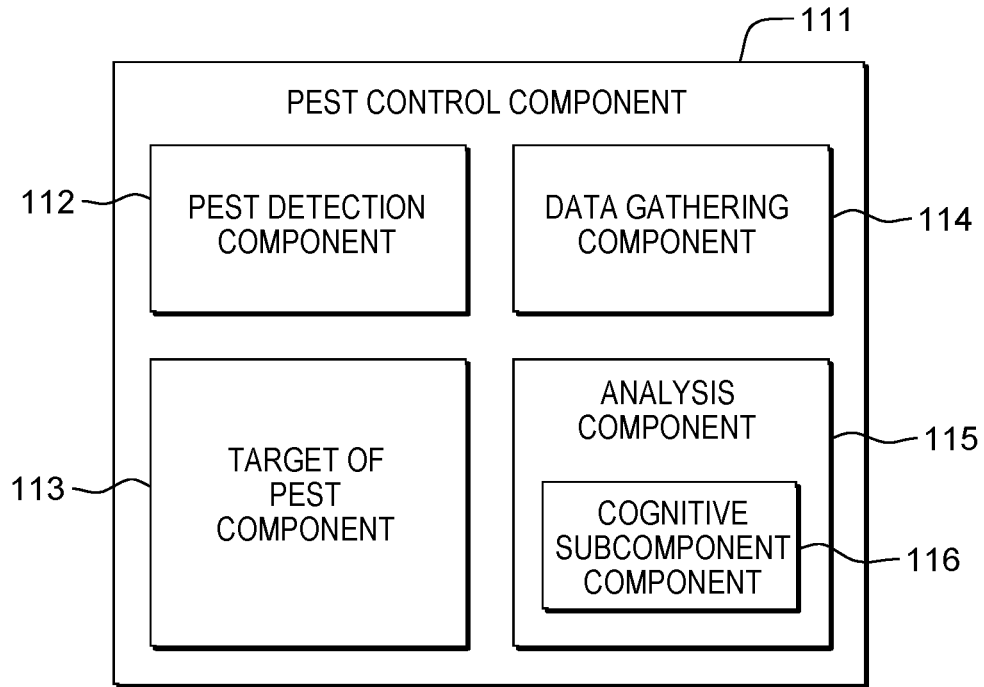 111
PEST CONTROL COMPONENT
112
PEST DETECTION
COMPONENT
DATA GATHERING
COMPONENT
114
113
TARGET OF
PEST
COMPONENT
ANALYSIS
COMPONENT
115
COGNITIVE
SUBCOMPONENT
COMPONENT
116